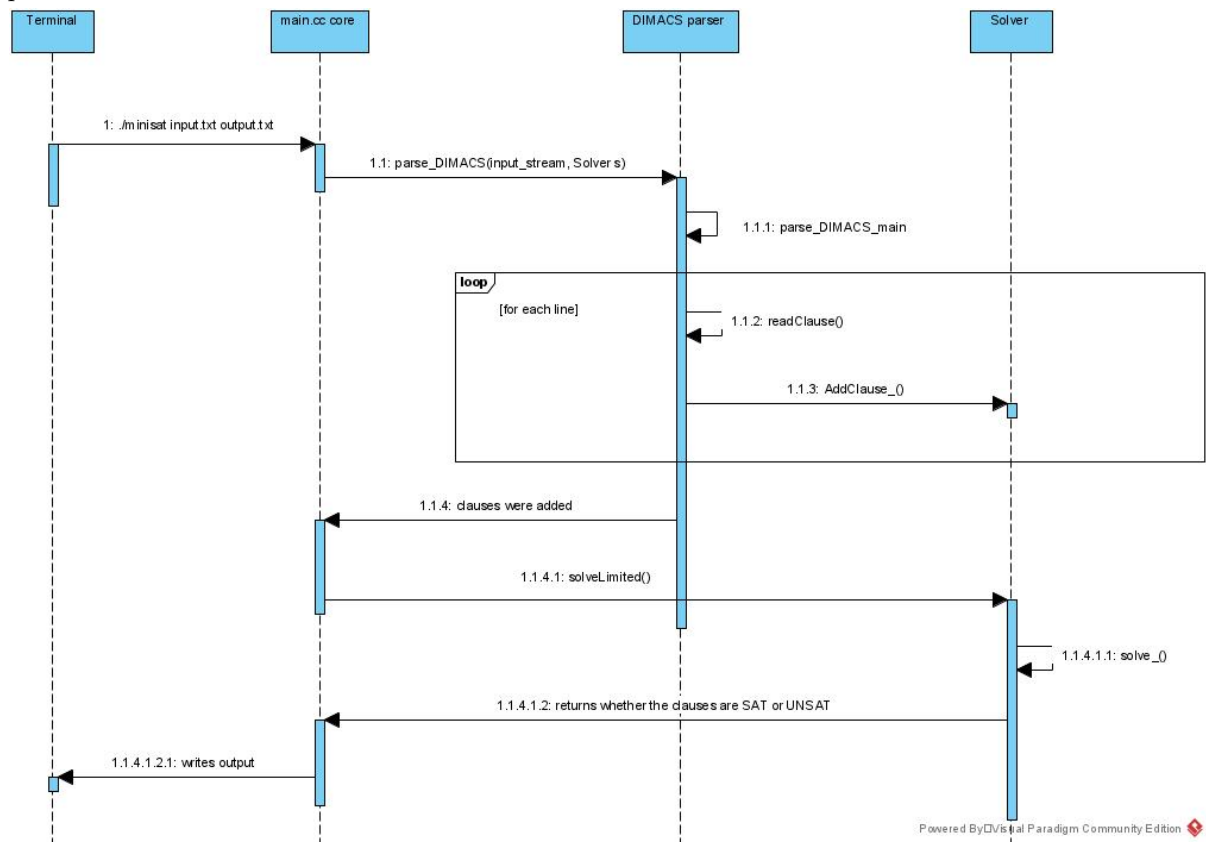 Terminal
main.cc core
DIMACS parser
Solver
1: ./minisat input.txt output.txt
1.1: parse_DIMACS(input_stream, Solver s)
1.1.1: parse_DIMACS_main
loop
[for each line]
1.1.2: readClause()
1.1.3: AddClause_()
1.1.4: clauses were added
1.1.4.1: solveLimited()
1.1.4.1.1: solve_()
1.1.4.1.2: returns whether the clauses are SAT or UNSAT
1.1.4.1.2.1: writes output
Powered By Visual Paradigm Community Edition